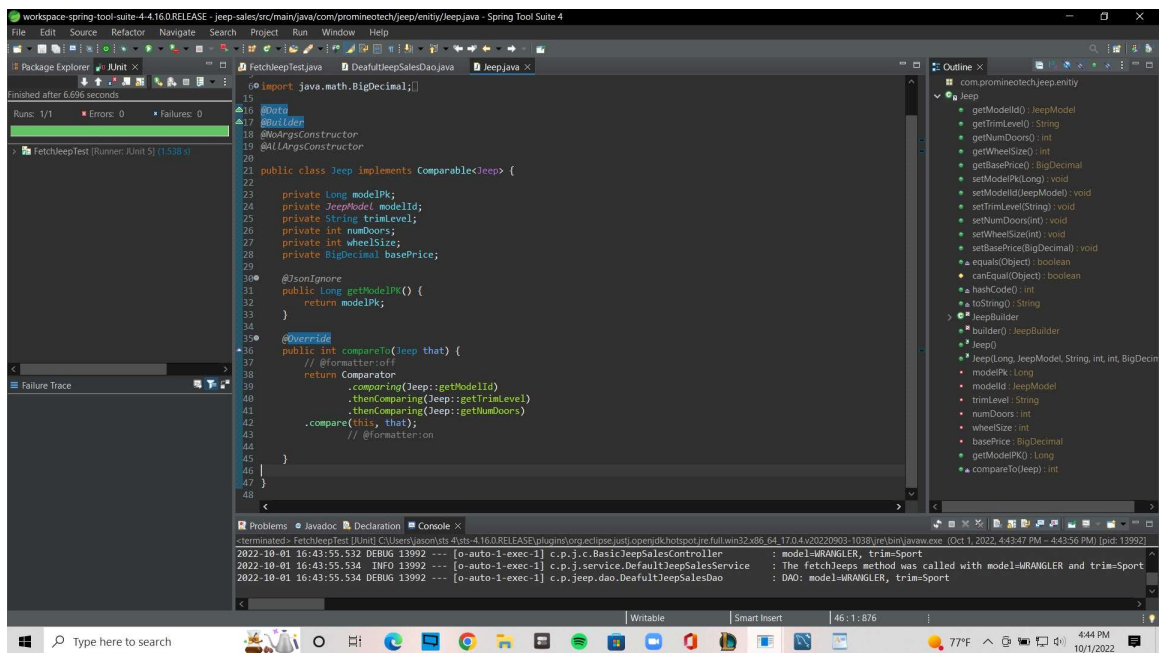 workspace-spring-tool-suite-4-4.16.0.RELEASE - jeep-sales/src/main/java/com/promineotech/jeep/enitiy/Jeep.java - Spring Tool Suite 4
File Edit Source Refactor Navigate Search Project Run Window Help
Package Explorer JUnit
Finished after 6.696 seconds
Runs: 1/1 Errors: 0 Failures: 0
FetchJeepTest [Runner: JUnit 5] (1.538 s)
Failure Trace
FetchJeepTest.java DeafultJeepSalesDao.java Jeep.java
6 import java.math.BigDecimal;
15
16 @Data
17 @Builder
18 @NoArgsConstructor
19 @AllArgsConstructor
20
21 public class Jeep implements Comparable<Jeep> {
22
23 private Long modelPk;
24 private JeepModel modelId;
25 private String trimLevel;
26 private int numDoors;
27 private int wheelSize;
28 private BigDecimal basePrice;
29
30 @JsonIgnore
31 public Long getModelPK() {
32 return modelPk;
33 }
34
35 @Override
36 public int compareTo(Jeep that) {
37 // @formatter:off
38 return Comparator
39 .comparing(Jeep::getModelId)
40 .thenComparing(Jeep::getTrimLevel)
41 .thenComparing(Jeep::getNumDoors)
42 .compare(this, that);
43 // @formatter:on
44
45 }
46
47 }
48
Outline
com.promineotech.jeep.enitiy
Jeep
getModelId() : JeepModel
getTrimLevel() : String
getNumDoors() : int
getWheelSize() : int
getBasePrice() : BigDecimal
setModelPk(Long) : void
setModelId(JeepModel) : void
setTrimLevel(String) : void
setNumDoors(int) : void
setWheelSize(int) : void
setBasePrice(BigDecimal) : void
equals(Object) : boolean
canEqual(Object) : boolean
hashCode() : int
toString() : String
JeepBuilder
builder() : JeepBuilder
Jeep()
Jeep(Long, JeepModel, String, int, int, BigDecim
modelPk : Long
modelId : JeepModel
trimLevel : String
numDoors : int
wheelSize : int
basePrice : BigDecimal
getModelPK() : Long
compareTo(Jeep) : int
Problems Javadoc Declaration Console
<terminated> FetchJeepTest [JUnit] C:\Users\jason\sts 4\sts-4.16.0.RELEASE\plugins\org.eclipse.justj.openjdk.hotspot.jre.full.win32.x86_64_17.0.4.v20220903-1038\jre\bin\javaw.exe (Oct 1, 2022, 4:43:47 PM – 4:43:56 PM) [pid: 13992]
2022-10-01 16:43:55.532 DEBUG 13992 --- [o-auto-1-exec-1] c.p.j.c.BasicJeepSalesController : model=WRANGLER, trim=Sport
2022-10-01 16:43:55.534 INFO 13992 --- [o-auto-1-exec-1] c.p.j.service.DefaultJeepSalesService : The fetchJeeps method was called with model=WRANGLER and trim=Sport
2022-10-01 16:43:55.534 DEBUG 13992 --- [o-auto-1-exec-1] c.p.jeep.dao.DeafultJeepSalesDao : DAO: model=WRANGLER, trim=Sport
Writable Smart Insert 46 : 1 : 876
Type here to search
77°F
4:44 PM
10/1/2022